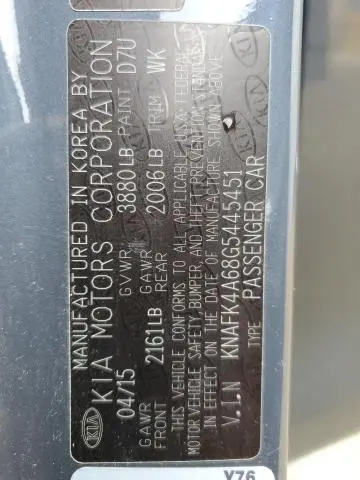 MANUFACTURED IN KOREA BY
KIA MOTORS CORPORATION
04/15 GVWR 3880LB PAINT D7U
GAWR FRONT 2161LB GAWR REAR 2006LB TRIM WK
THIS VEHICLE CONFORMS TO ALL APPLICABLE U.S.A. FEDERAL
MOTOR VEHICLE SAFETY, BUMPER, AND THEFT PREVENTION STANDARDS
IN EFFECT ON THE DATE OF MANUFACTURE SHOWN ABOVE
V.I.N KNAFK4A68G5445451
TYPE PASSENGER CAR
KIA
Y76